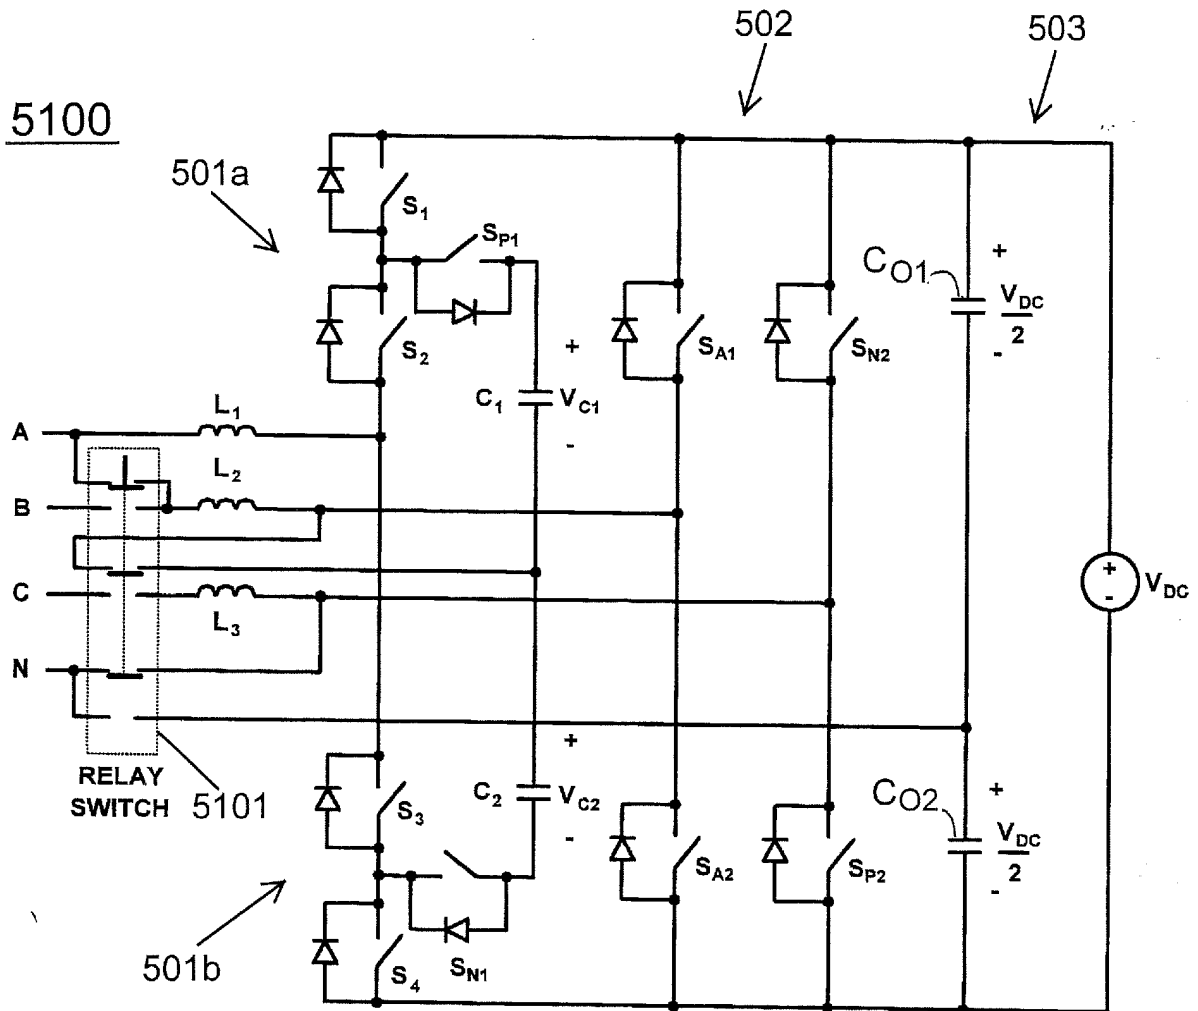 502
503
5100
501a
S1
SP1
CO1
+
VDC
2
-
S2
+
C1
VC1
-
SA1
SN2
L1
A
L2
B
C
L3
+
-
VDC
N
RELAY
SWITCH
5101
S3
+
C2
VC2
-
SA2
SP2
CO2
+
VDC
2
-
501b
S4
SN1